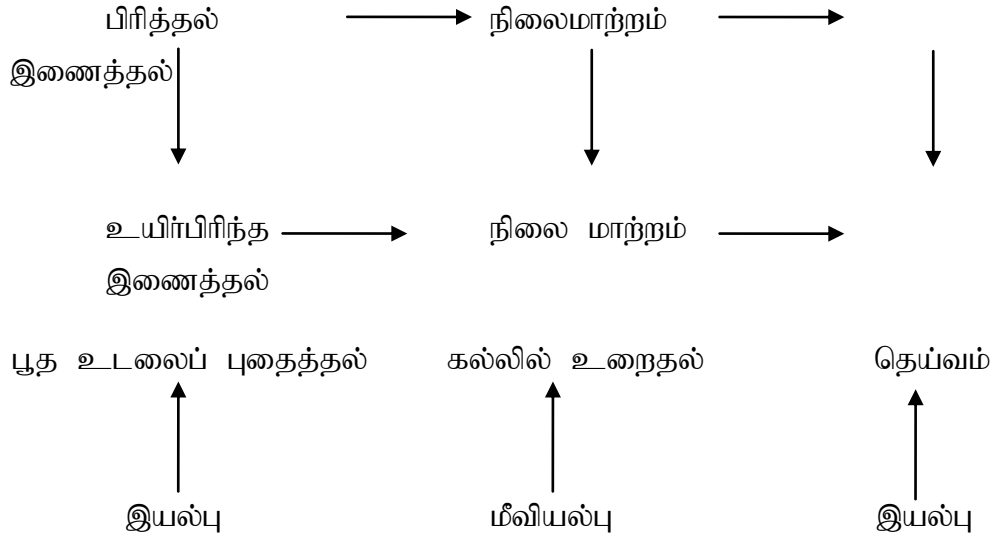 பிரித்தல் நிலைமாற்றம்
இணைத்தல்
உயிர்பிரிந்த நிலை மாற்றம்
இணைத்தல்
பூத உடலைப் புதைத்தல் கல்லில் உறைதல் தெய்வம்
இயல்பு மீவியல்பு இயல்பு